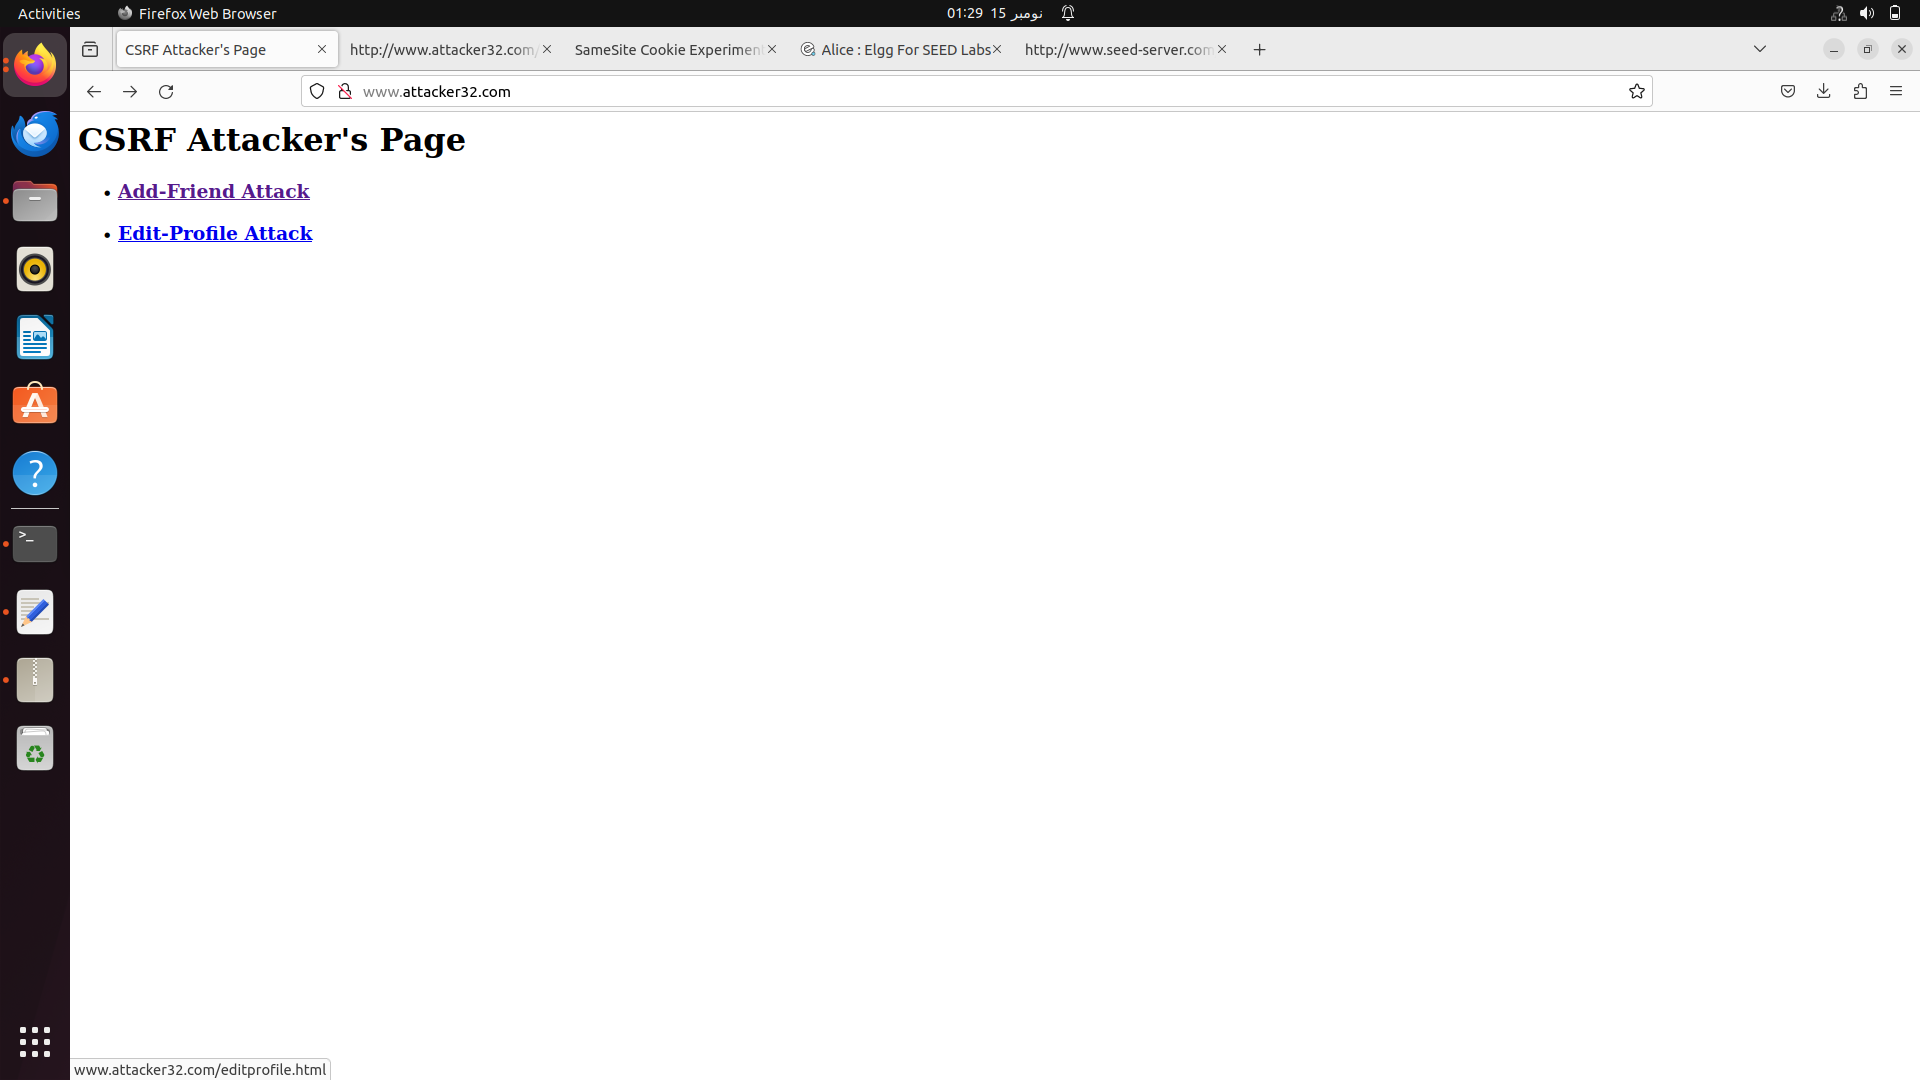 Activities
Firefox Web Browser
01:29 15 نومبر
CSRF Attacker's Page
http://www.attacker32.com/
SameSite Cookie Experiment
Alice : Elgg For SEED Labs
http://www.seed-server.com
www.attacker32.com
CSRF Attacker's Page
• Add-Friend Attack
• Edit-Profile Attack
www.attacker32.com/editprofile.html